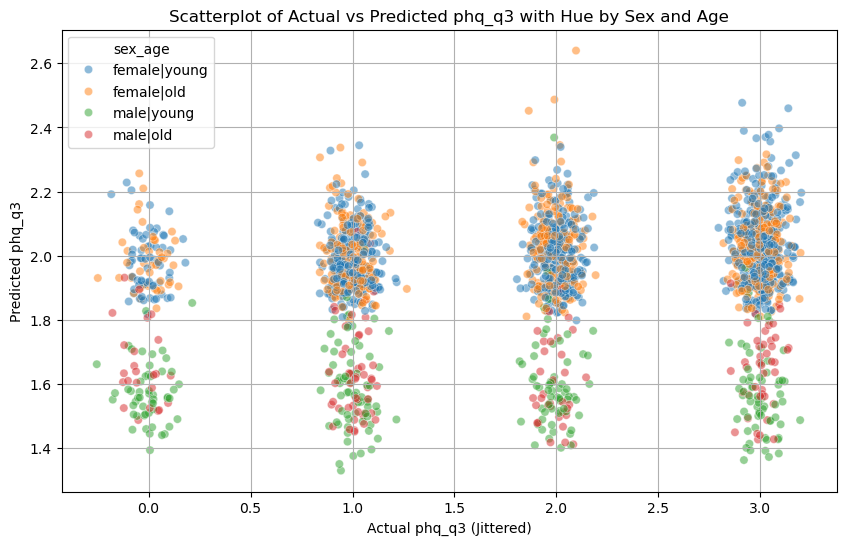 Scatterplot of Actual vs Predicted phq_q3 with Hue by Sex and Age
sex_age
female|young
female|old
male|young
male|old
2.6
2.4
2.2
2.0
1.8
1.6
1.4
Predicted phq_q3
0.0 0.5 1.0 1.5 2.0 2.5 3.0
Actual phq_q3 (Jittered)